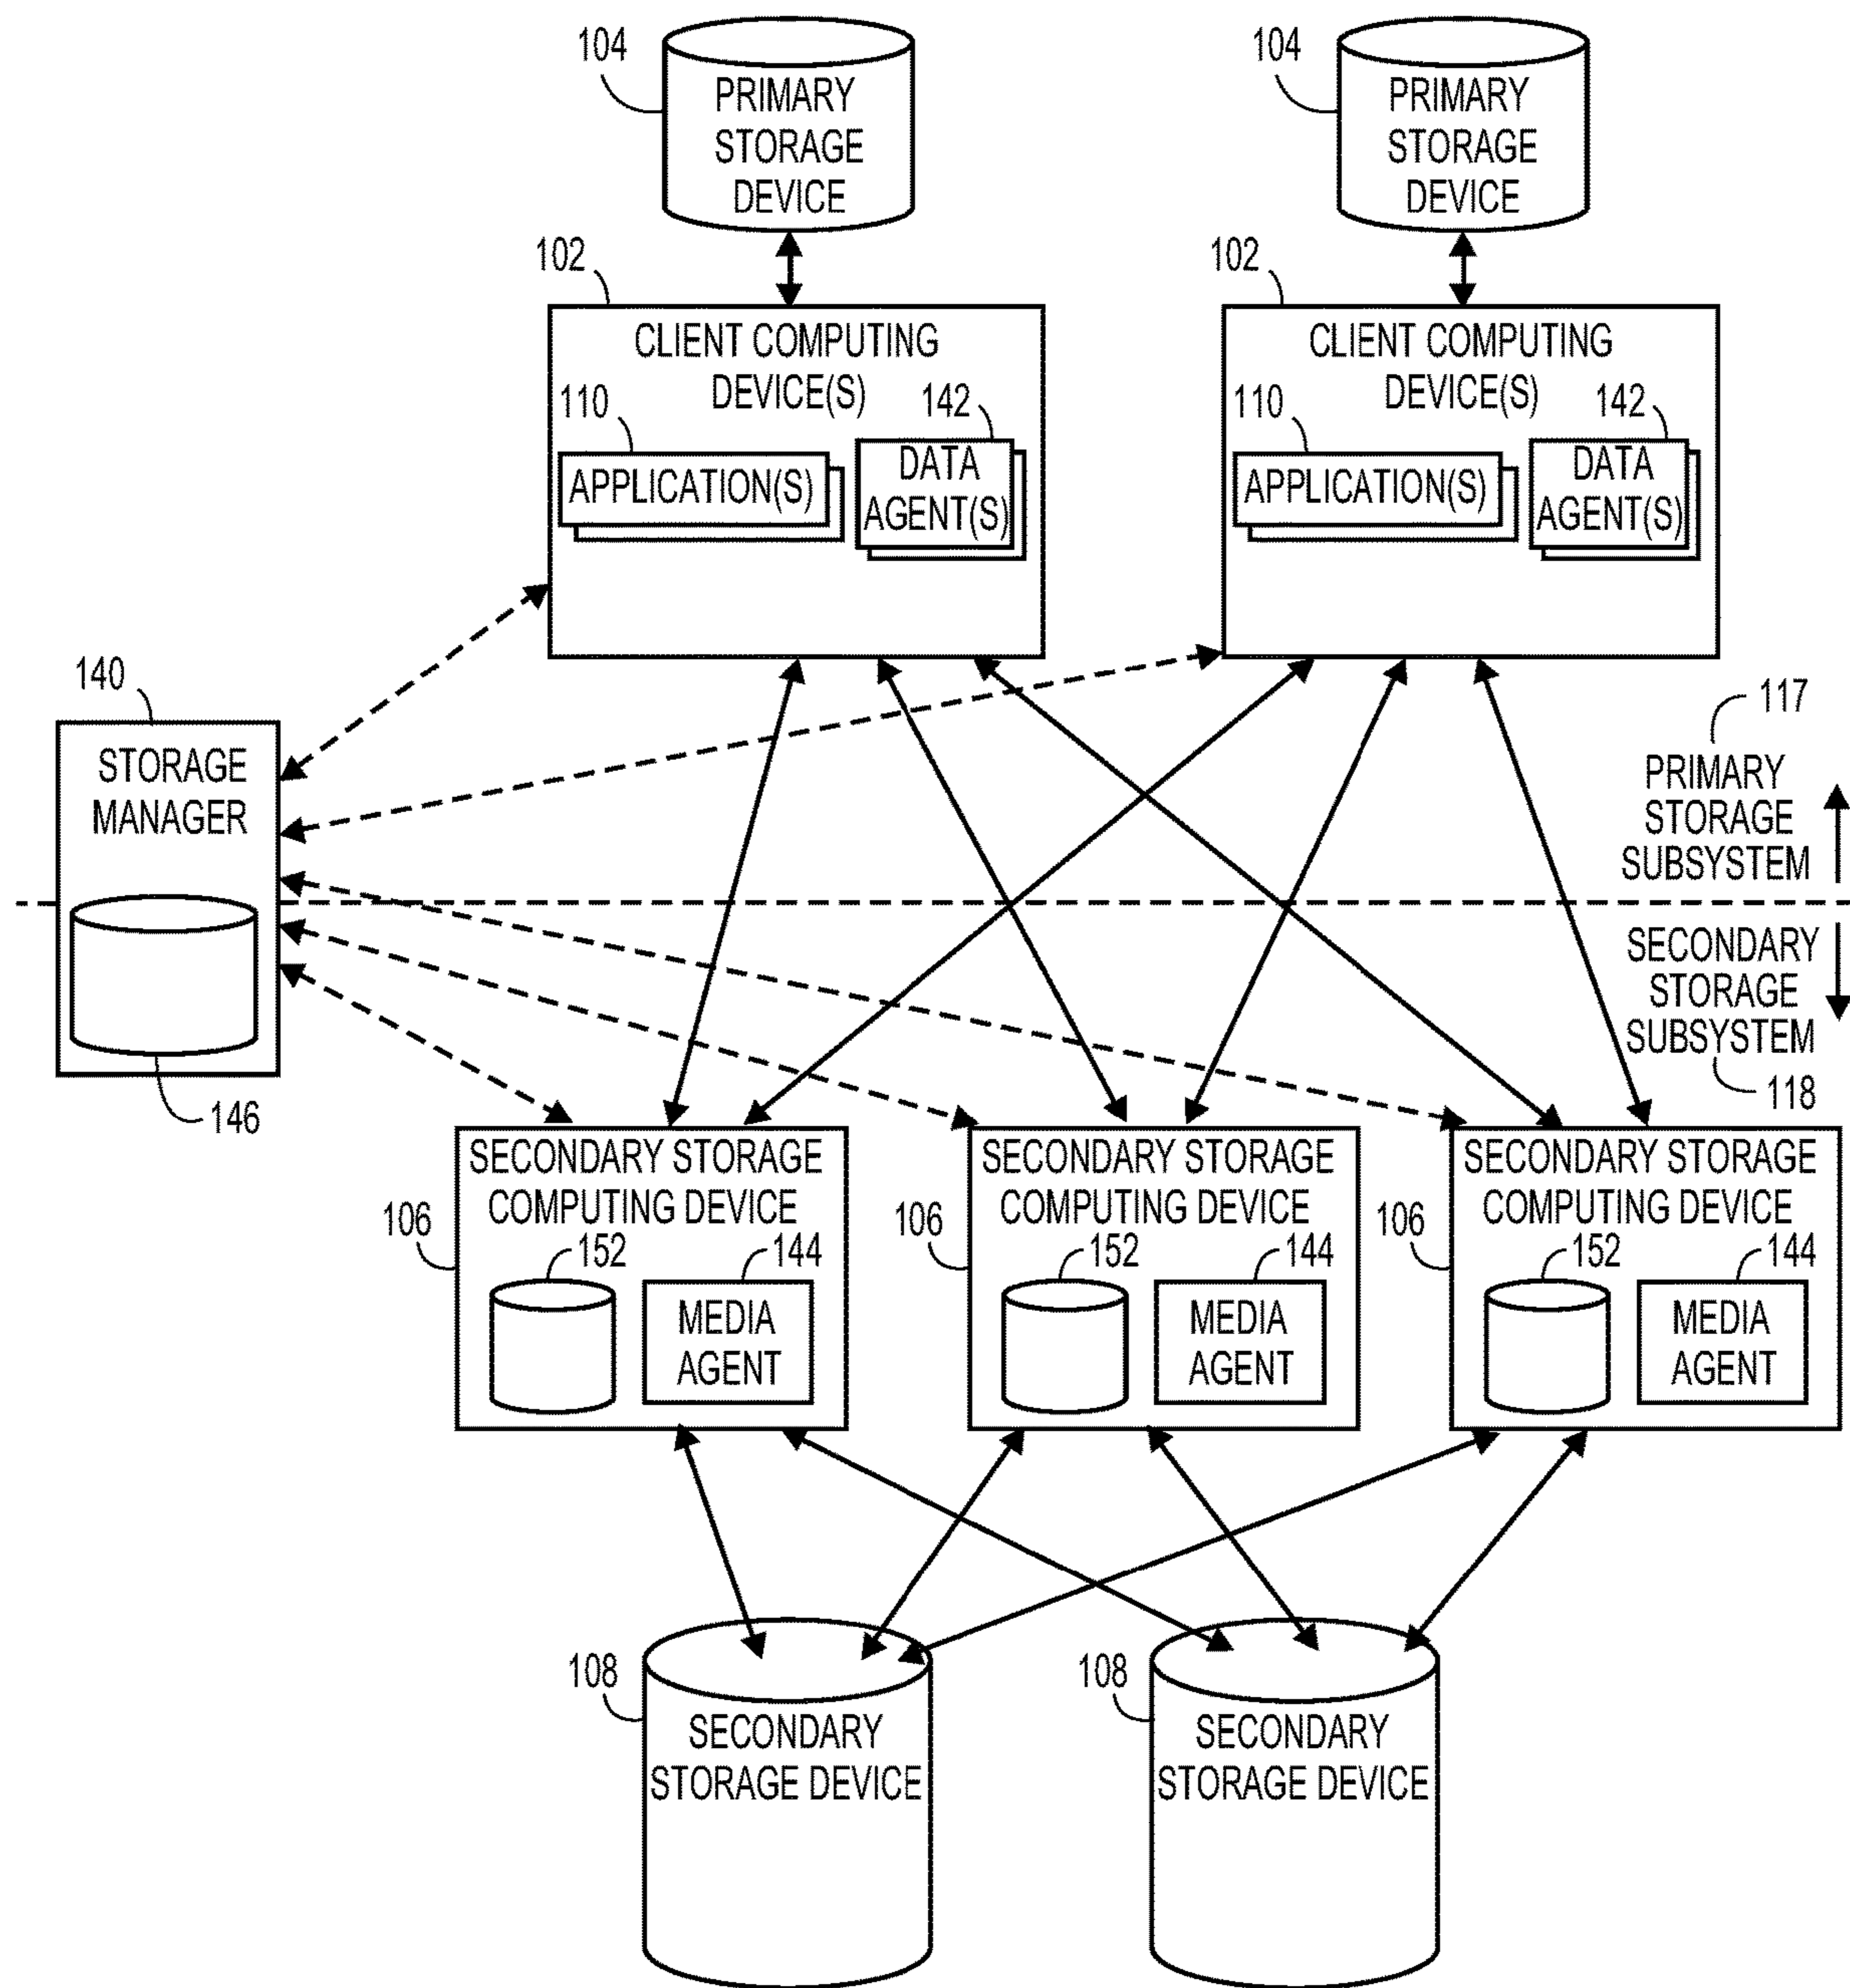 104
PRIMARY
STORAGE
DEVICE
104
PRIMARY
STORAGE
DEVICE
102
CLIENT COMPUTING
DEVICE(S)
110
142
APPLICATION(S)
DATA
AGENT(S)
102
CLIENT COMPUTING
DEVICE(S)
110
142
APPLICATION(S)
DATA
AGENT(S)
140
STORAGE
MANAGER
146
117
PRIMARY
STORAGE
SUBSYSTEM
SECONDARY
STORAGE
SUBSYSTEM
118
106
SECONDARY STORAGE
COMPUTING DEVICE
152
144
MEDIA
AGENT
106
SECONDARY STORAGE
COMPUTING DEVICE
152
144
MEDIA
AGENT
106
SECONDARY STORAGE
COMPUTING DEVICE
152
144
MEDIA
AGENT
108
SECONDARY
STORAGE DEVICE
108
SECONDARY
STORAGE DEVICE